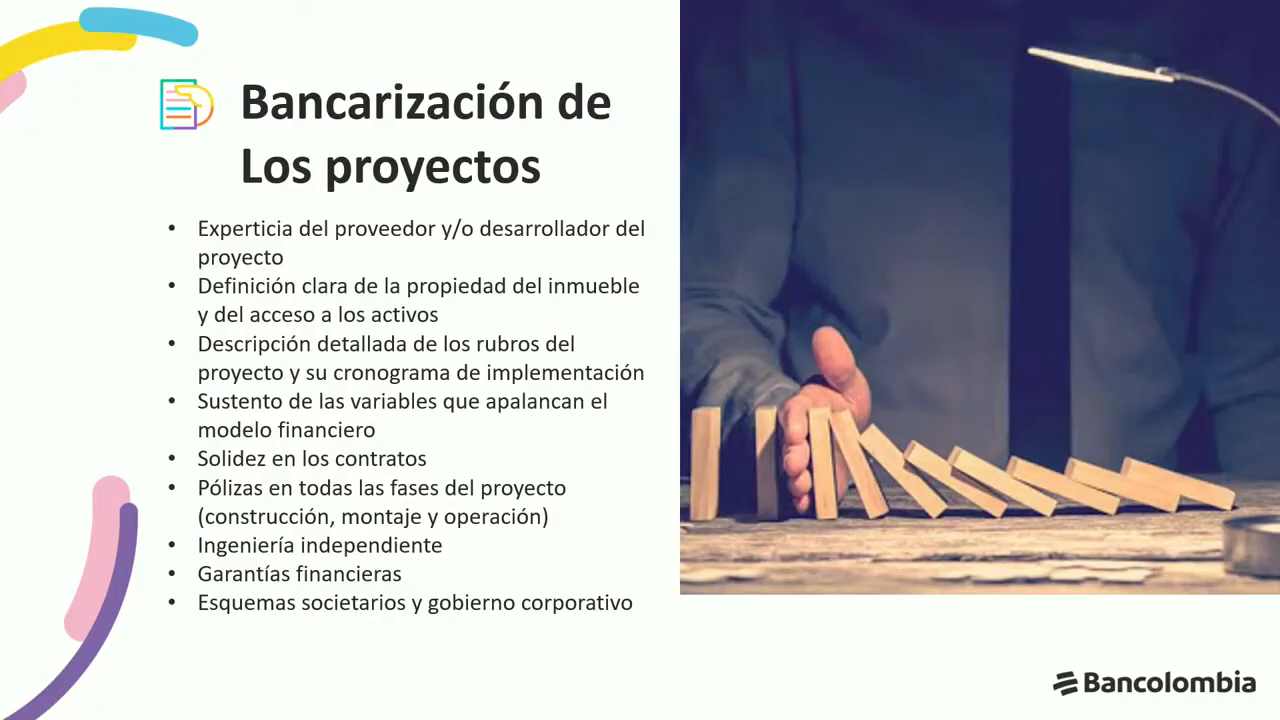 Bancarización de
Los proyectos
• Experticia del proveedor y/o desarrollador del
proyecto
• Definición clara de la propiedad del inmueble
y del acceso a los activos
• Descripción detallada de los rubros del
proyecto y su cronograma de implementación
• Sustento de las variables que apalancan el
modelo financiero
• Solidez en los contratos
• Pólizas en todas las fases del proyecto
(construcción, montaje y operación)
• Ingeniería independiente
• Garantías financieras
• Esquemas societarios y gobierno corporativo
Bancolombia